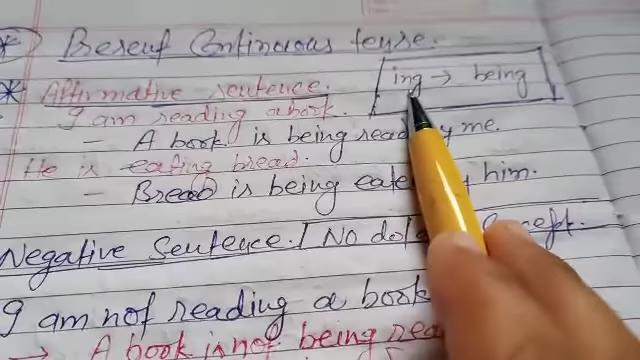 * Present Continuous tense.
* Affirmative sentence.
ing → being
I am reading a book.
– A book is being read by me.
He is eating bread.
– Bread is being eaten by him.
Negative sentence. / No
I am not reading a book
→ A book is not being rea